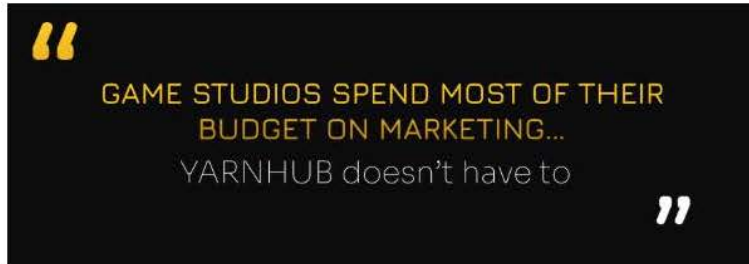 “
GAME STUDIOS SPEND MOST OF THEIR
BUDGET ON MARKETING...
YARNHUB doesn't have to
”